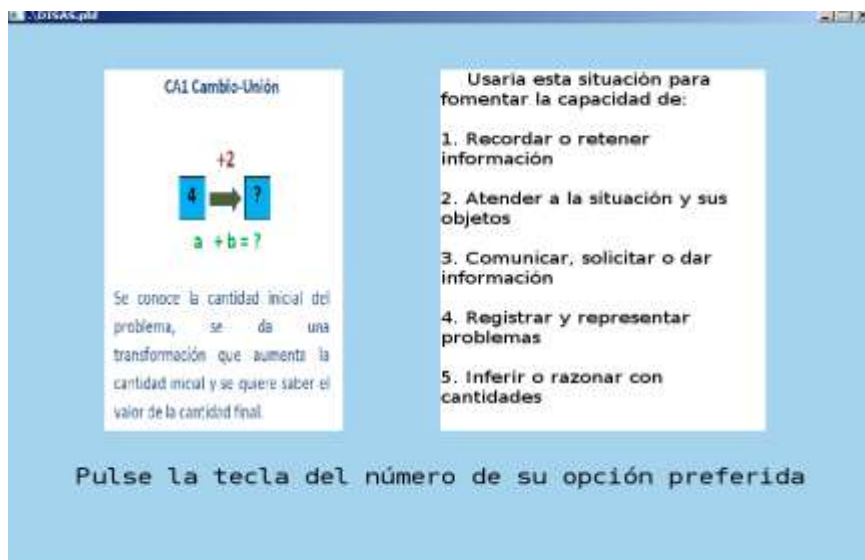 .\DISAS.pbl
CA1 Cambio-Unión
+2
4
?
a + b = ?
Se conoce la cantidad inicial del
problema, se da una
transformación que aumenta la
cantidad inicial y se quiere saber el
valor de la cantidad final.
Usaria esta situación para
fomentar la capacidad de:
1. Recordar o retener
información
2. Atender a la situación y sus
objetos
3. Comunicar, solicitar o dar
información
4. Registrar y representar
problemas
5. Inferir o razonar con
cantidades
Pulse la tecla del número de su opción preferida